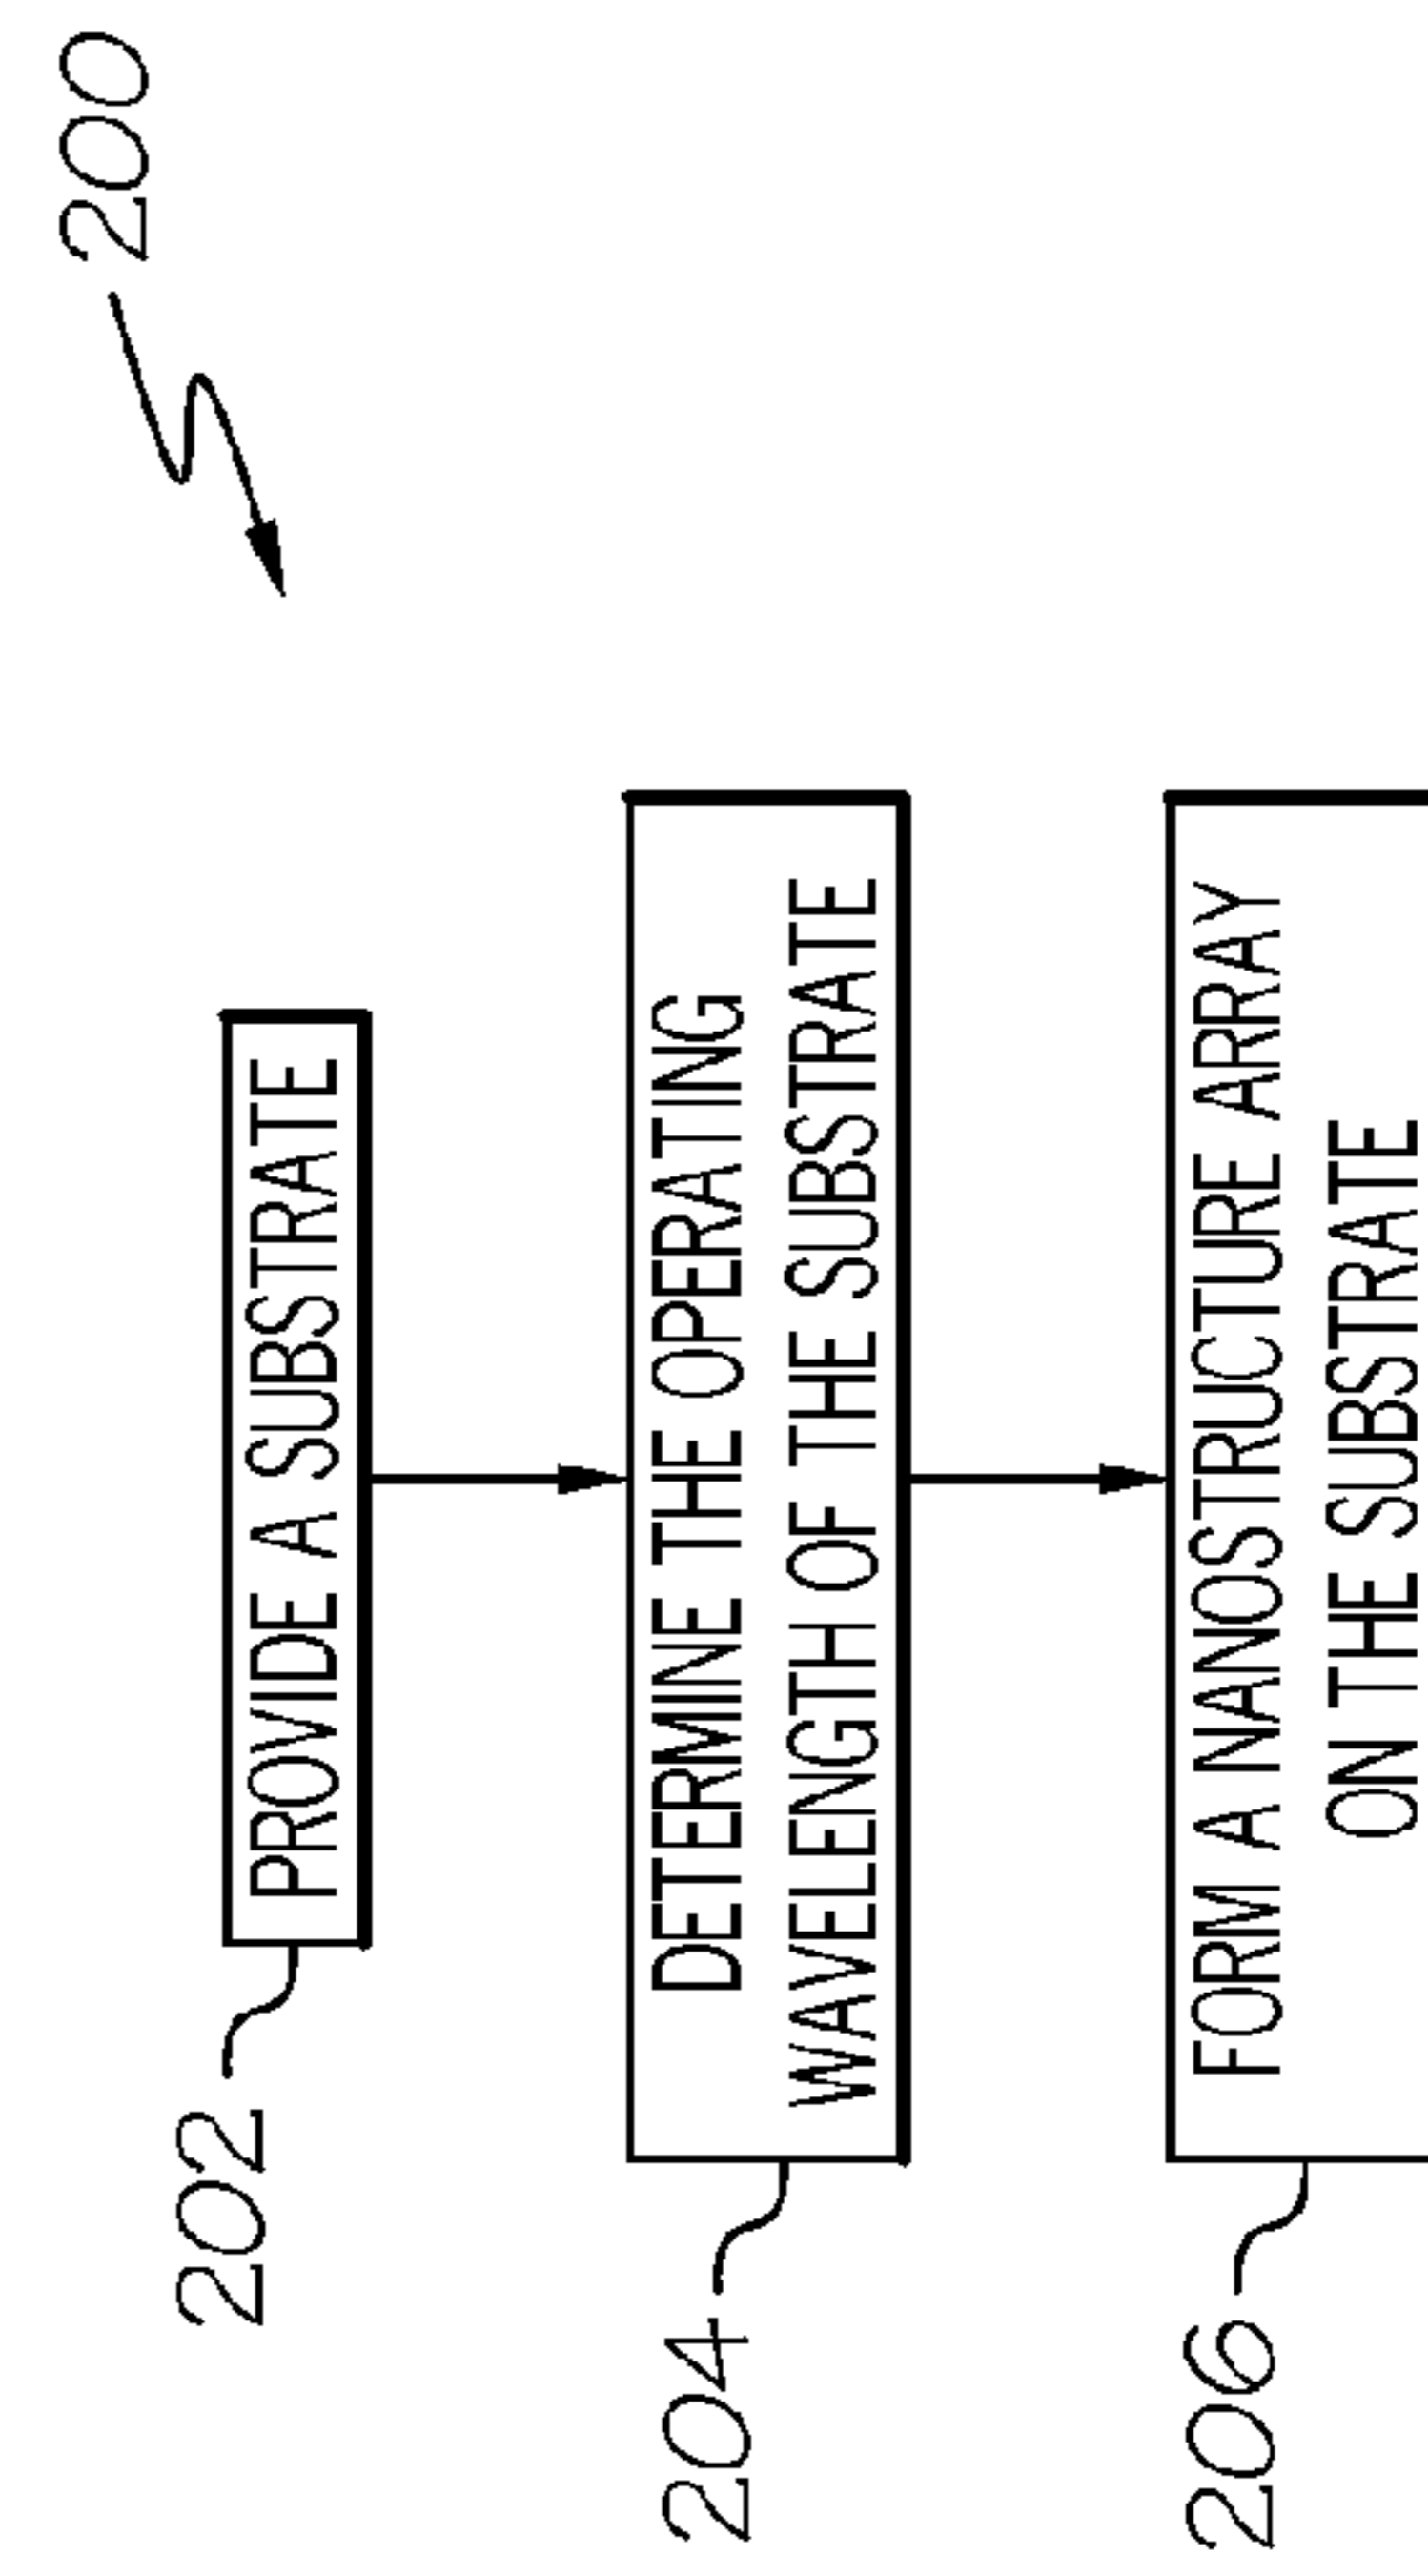 200
202
PROVIDE A SUBSTRATE
204
DETERMINE THE OPERATING
WAVELENGTH OF THE SUBSTRATE
206
FORM A NANOSTRUCTURE ARRAY
ON THE SUBSTRATE